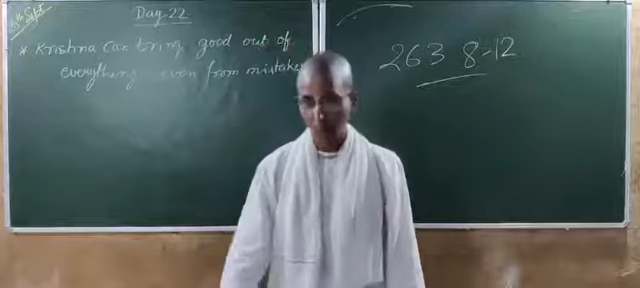 Day 22
* Krishna can bring good out of
everything even from mistakes
263 8-12